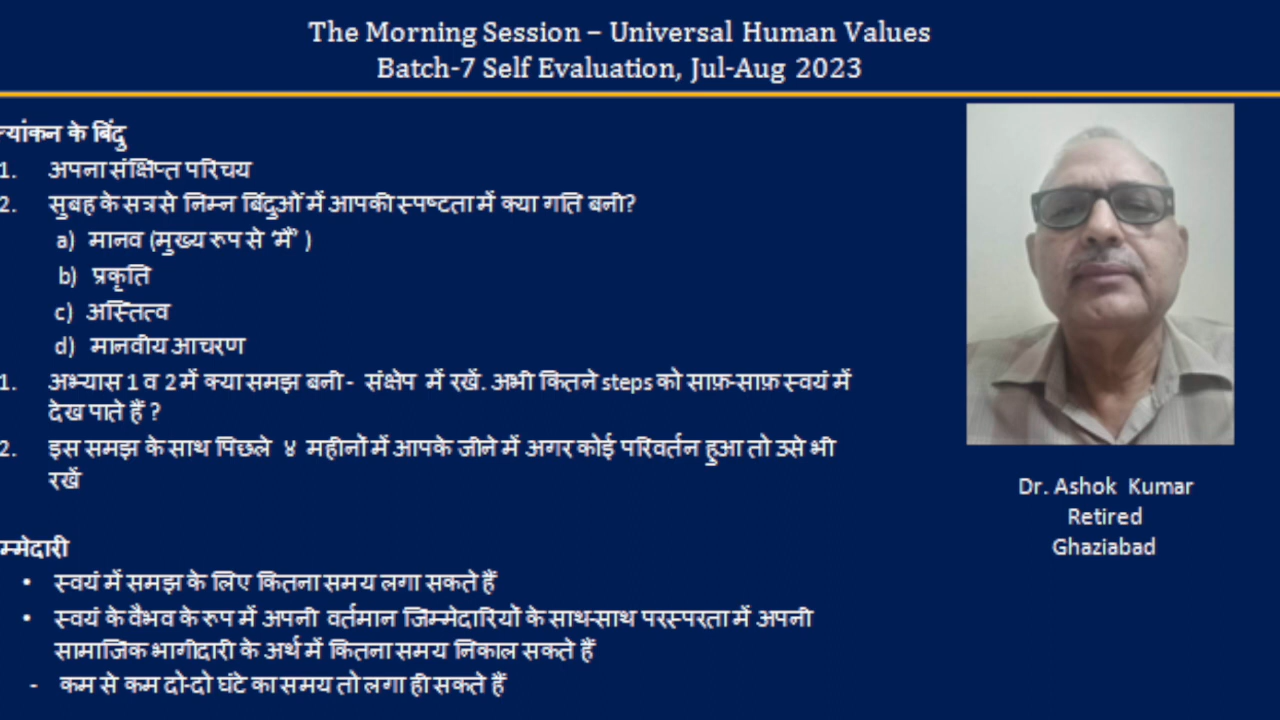 The Morning Session – Universal Human Values
Batch-7 Self Evaluation, Jul-Aug 2023
के बिंदु
1. अपना संक्षिप्त परिचय
2. सुबह के सत्र से निम्न बिंदुओं में आपकी स्पष्टता में क्या गति बनी?
a) मानव (मुख्य रूप से ‘मैं’ )
b) प्रकृति
c) अस्तित्व
d) मानवीय आचरण
1. अभ्यास 1 व 2 में क्या समझ बनी - संक्षेप में रखें. अभी कितने steps को साफ़-साफ़ स्वयं में
देख पाते हैं ?
2. इस समझ के साथ पिछले ४ महीनों में आपके जीने में अगर कोई परिवर्तन हुआ तो उसे भी
रखें
म्मेदारी
• स्वयं में समझ के लिए कितना समय लगा सकते हैं
• स्वयं के वैभव के रूप में अपनी वर्तमान जिम्मेदारियों के साथ-साथ परस्परता में अपनी
सामाजिक भागीदारी के अर्थ में कितना समय निकाल सकते हैं
- कम से कम दो-दो घंटे का समय तो लगा ही सकते हैं
Dr. Ashok Kumar
Retired
Ghaziabad